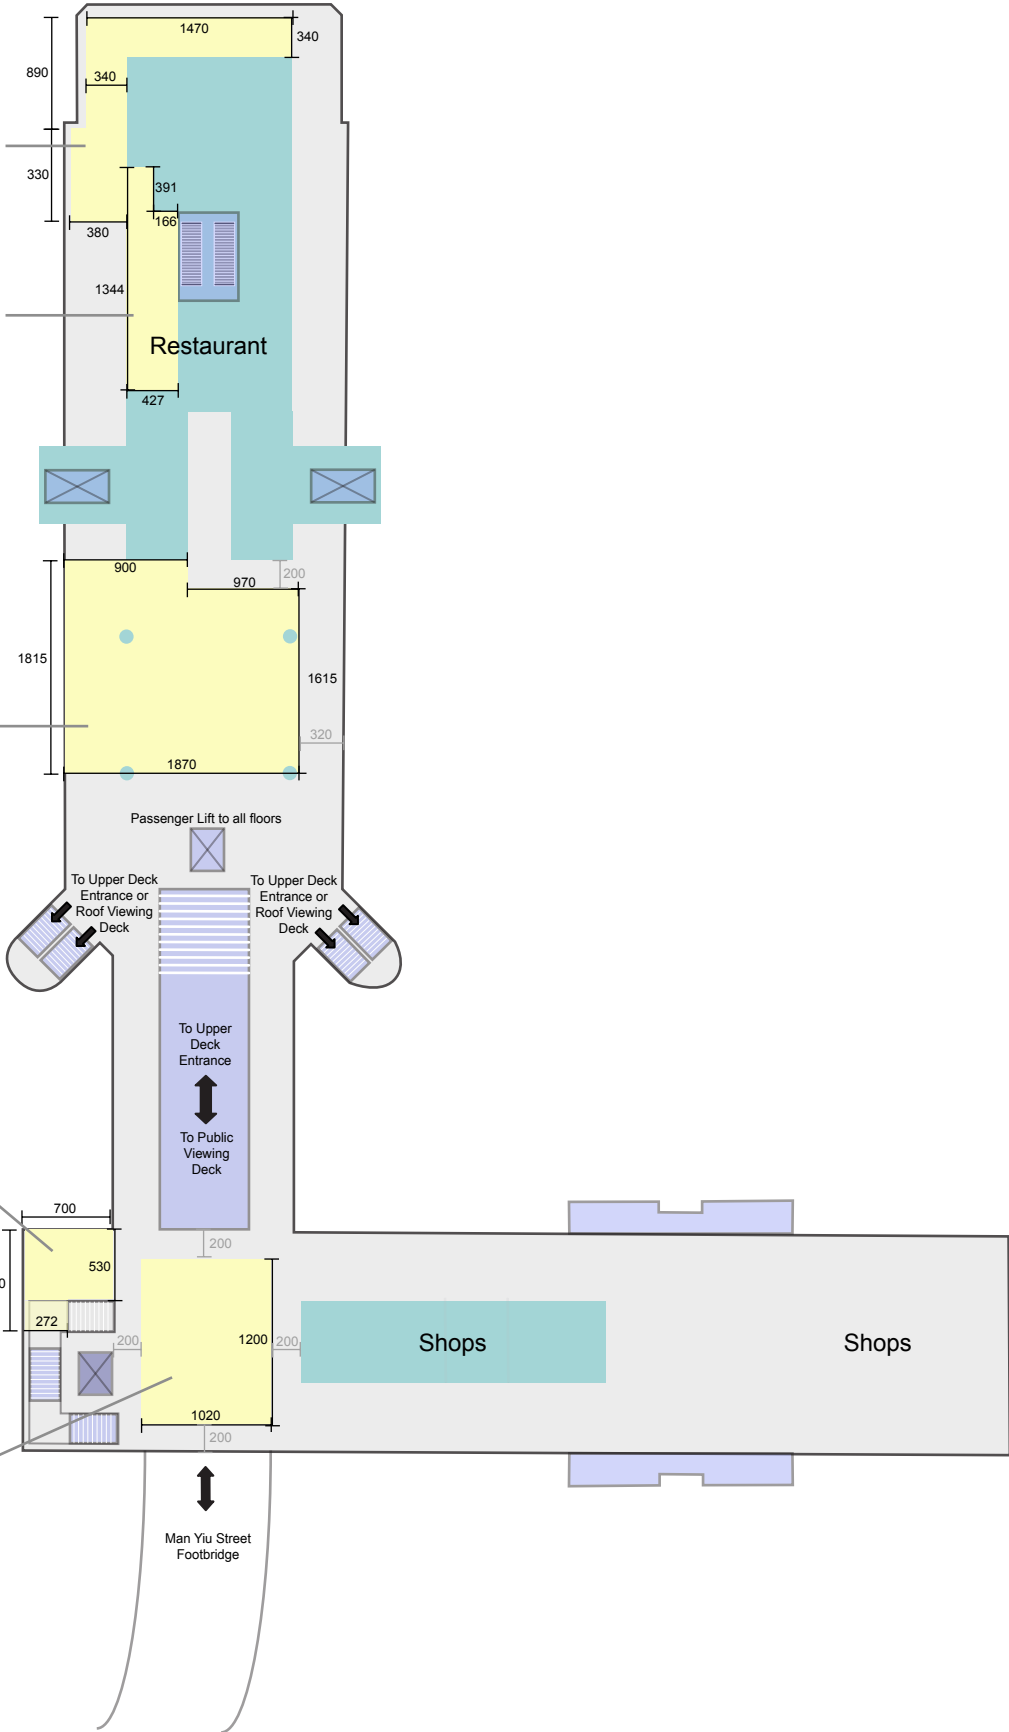 1470
340
890
340
330
391
166
380
1344
Restaurant
427
900
200
970
1815
1615
320
1870
Passenger Lift to all floors
To Upper Deck
Entrance or
Roof Viewing
Deck
To Upper Deck
Entrance or
Roof Viewing
Deck
To Upper
Deck
Entrance
To Public
Viewing
Deck
700
200
530
0
272
200
1200
200
Shops
Shops
1020
200
Man Yiu Street
Footbridge